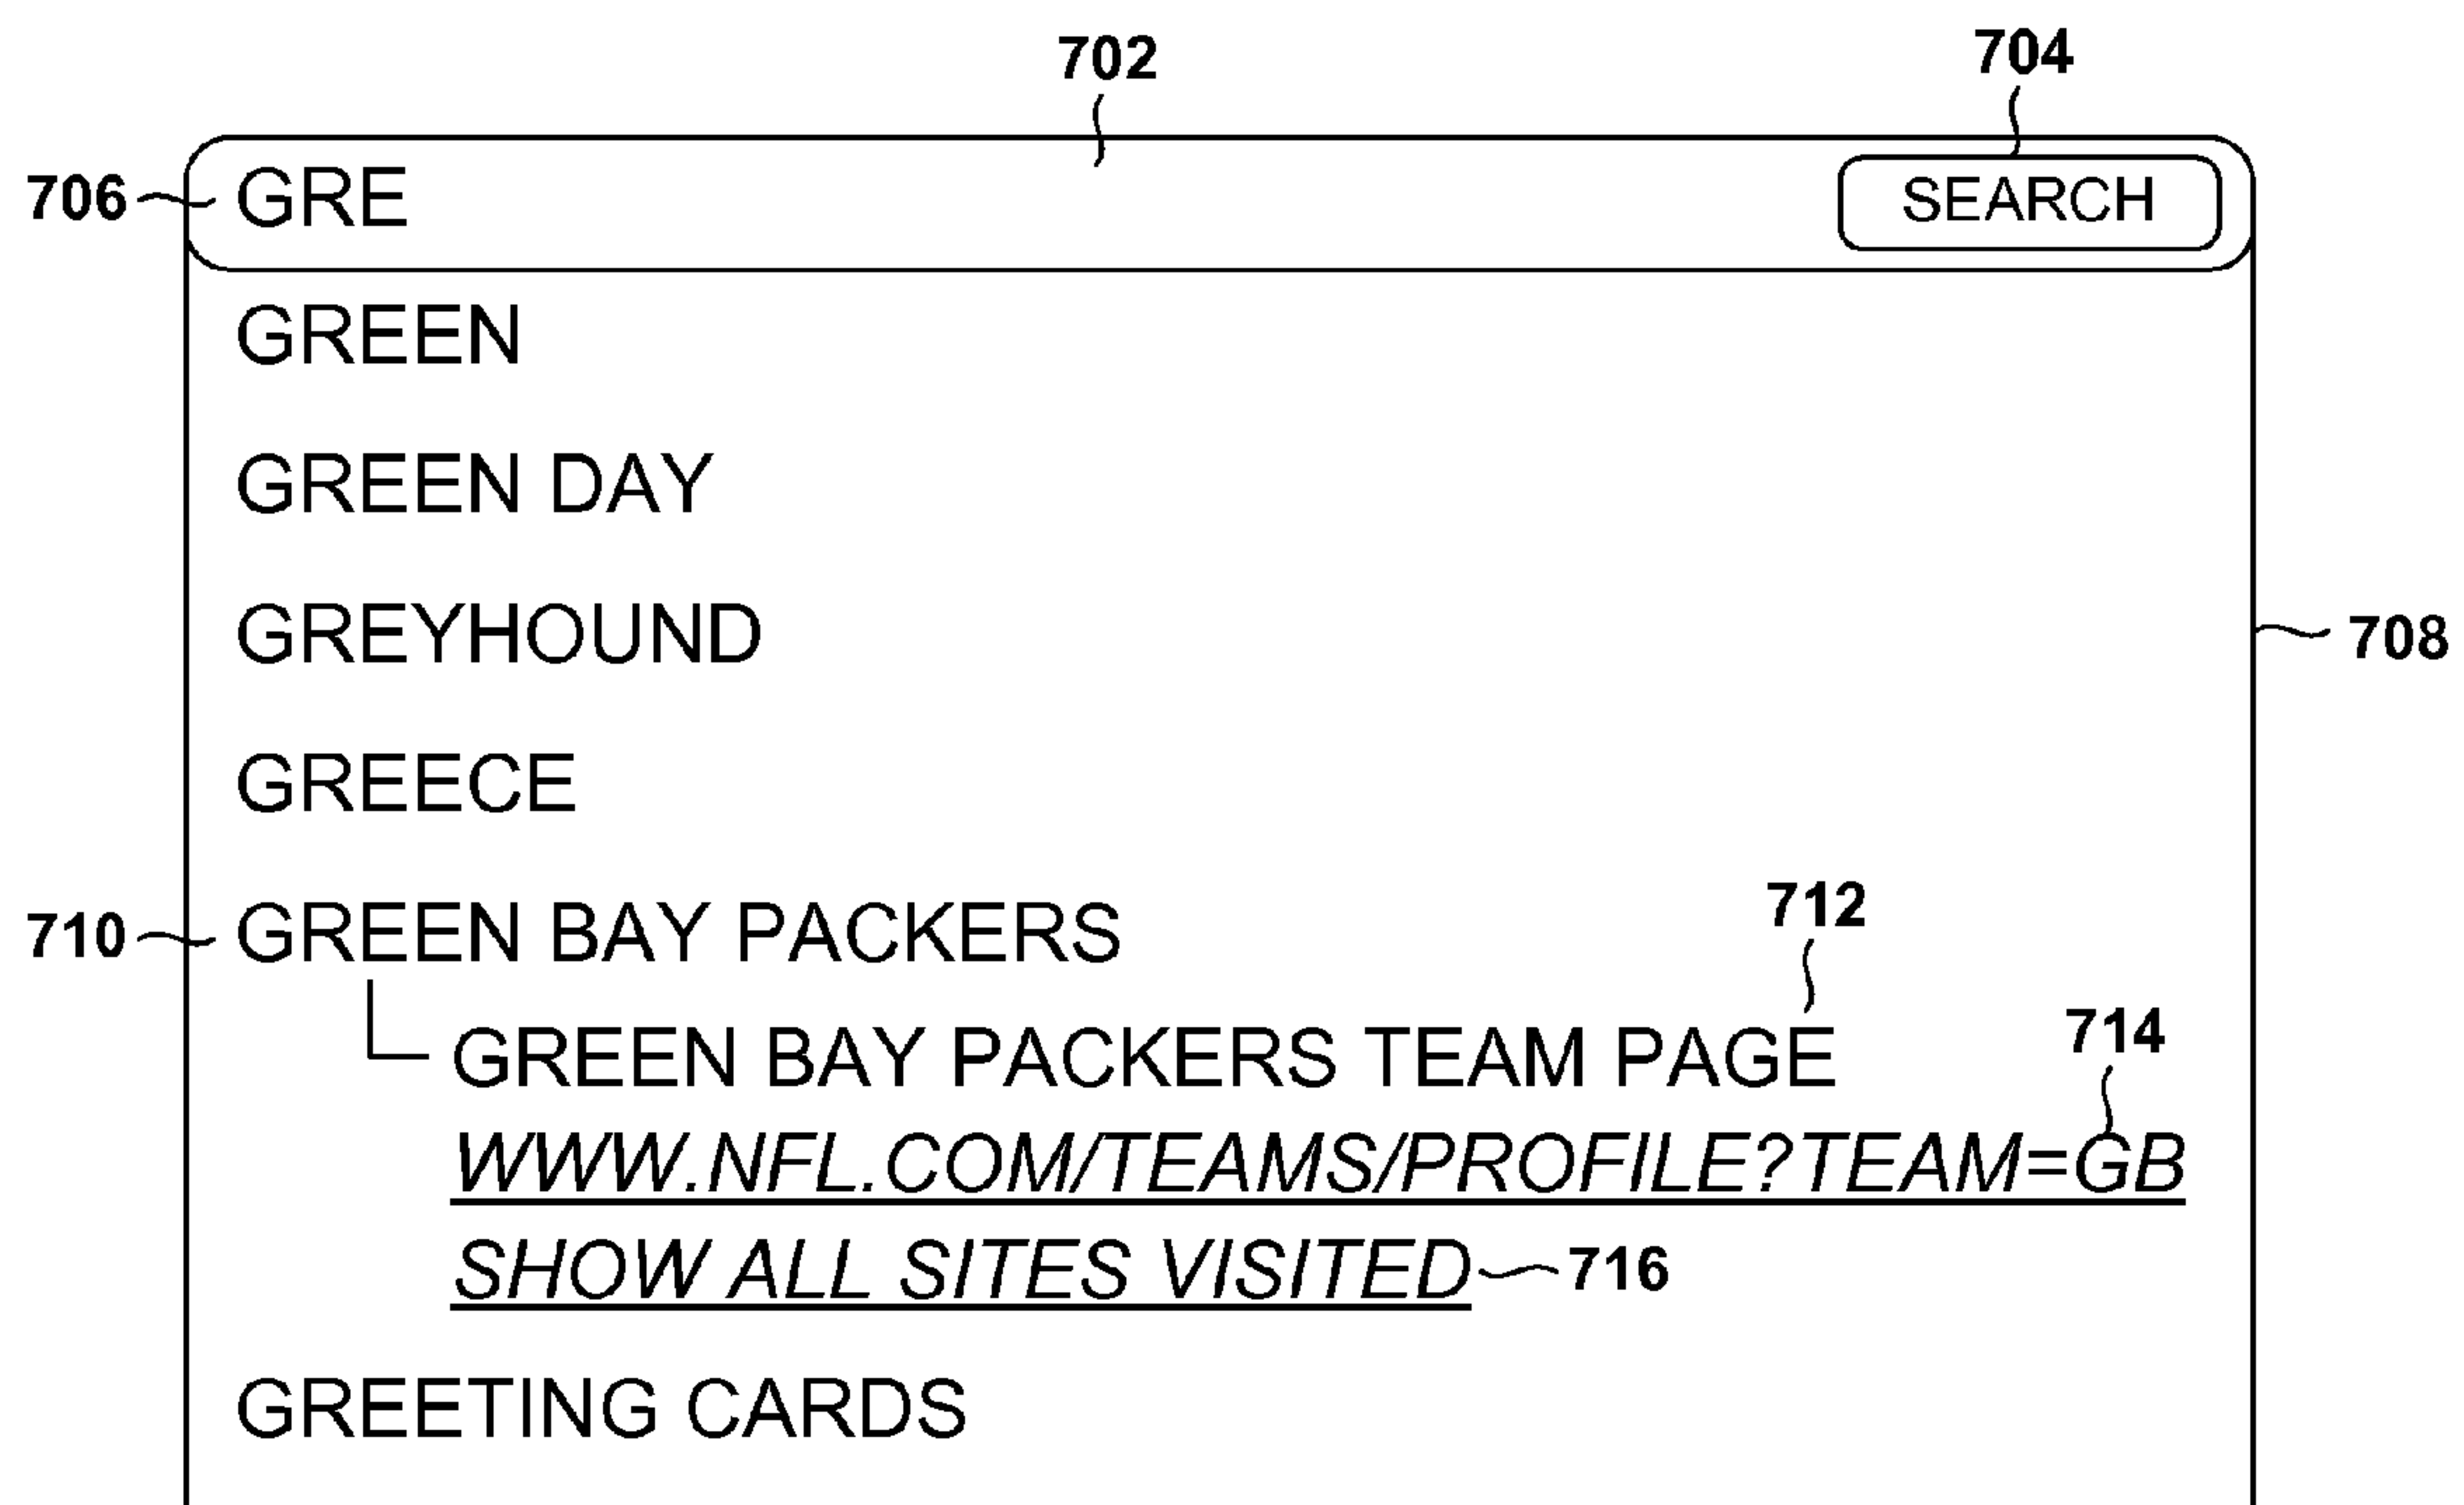 702
704
706 GRE SEARCH
GREEN
GREEN DAY
GREYHOUND
708
GREECE
712
710 GREEN BAY PACKERS
714
GREEN BAY PACKERS TEAM PAGE
WWW.NFL.COM/TEAMS/PROFILE?TEAM=GB
SHOW ALL SITES VISITED 716
GREETING CARDS